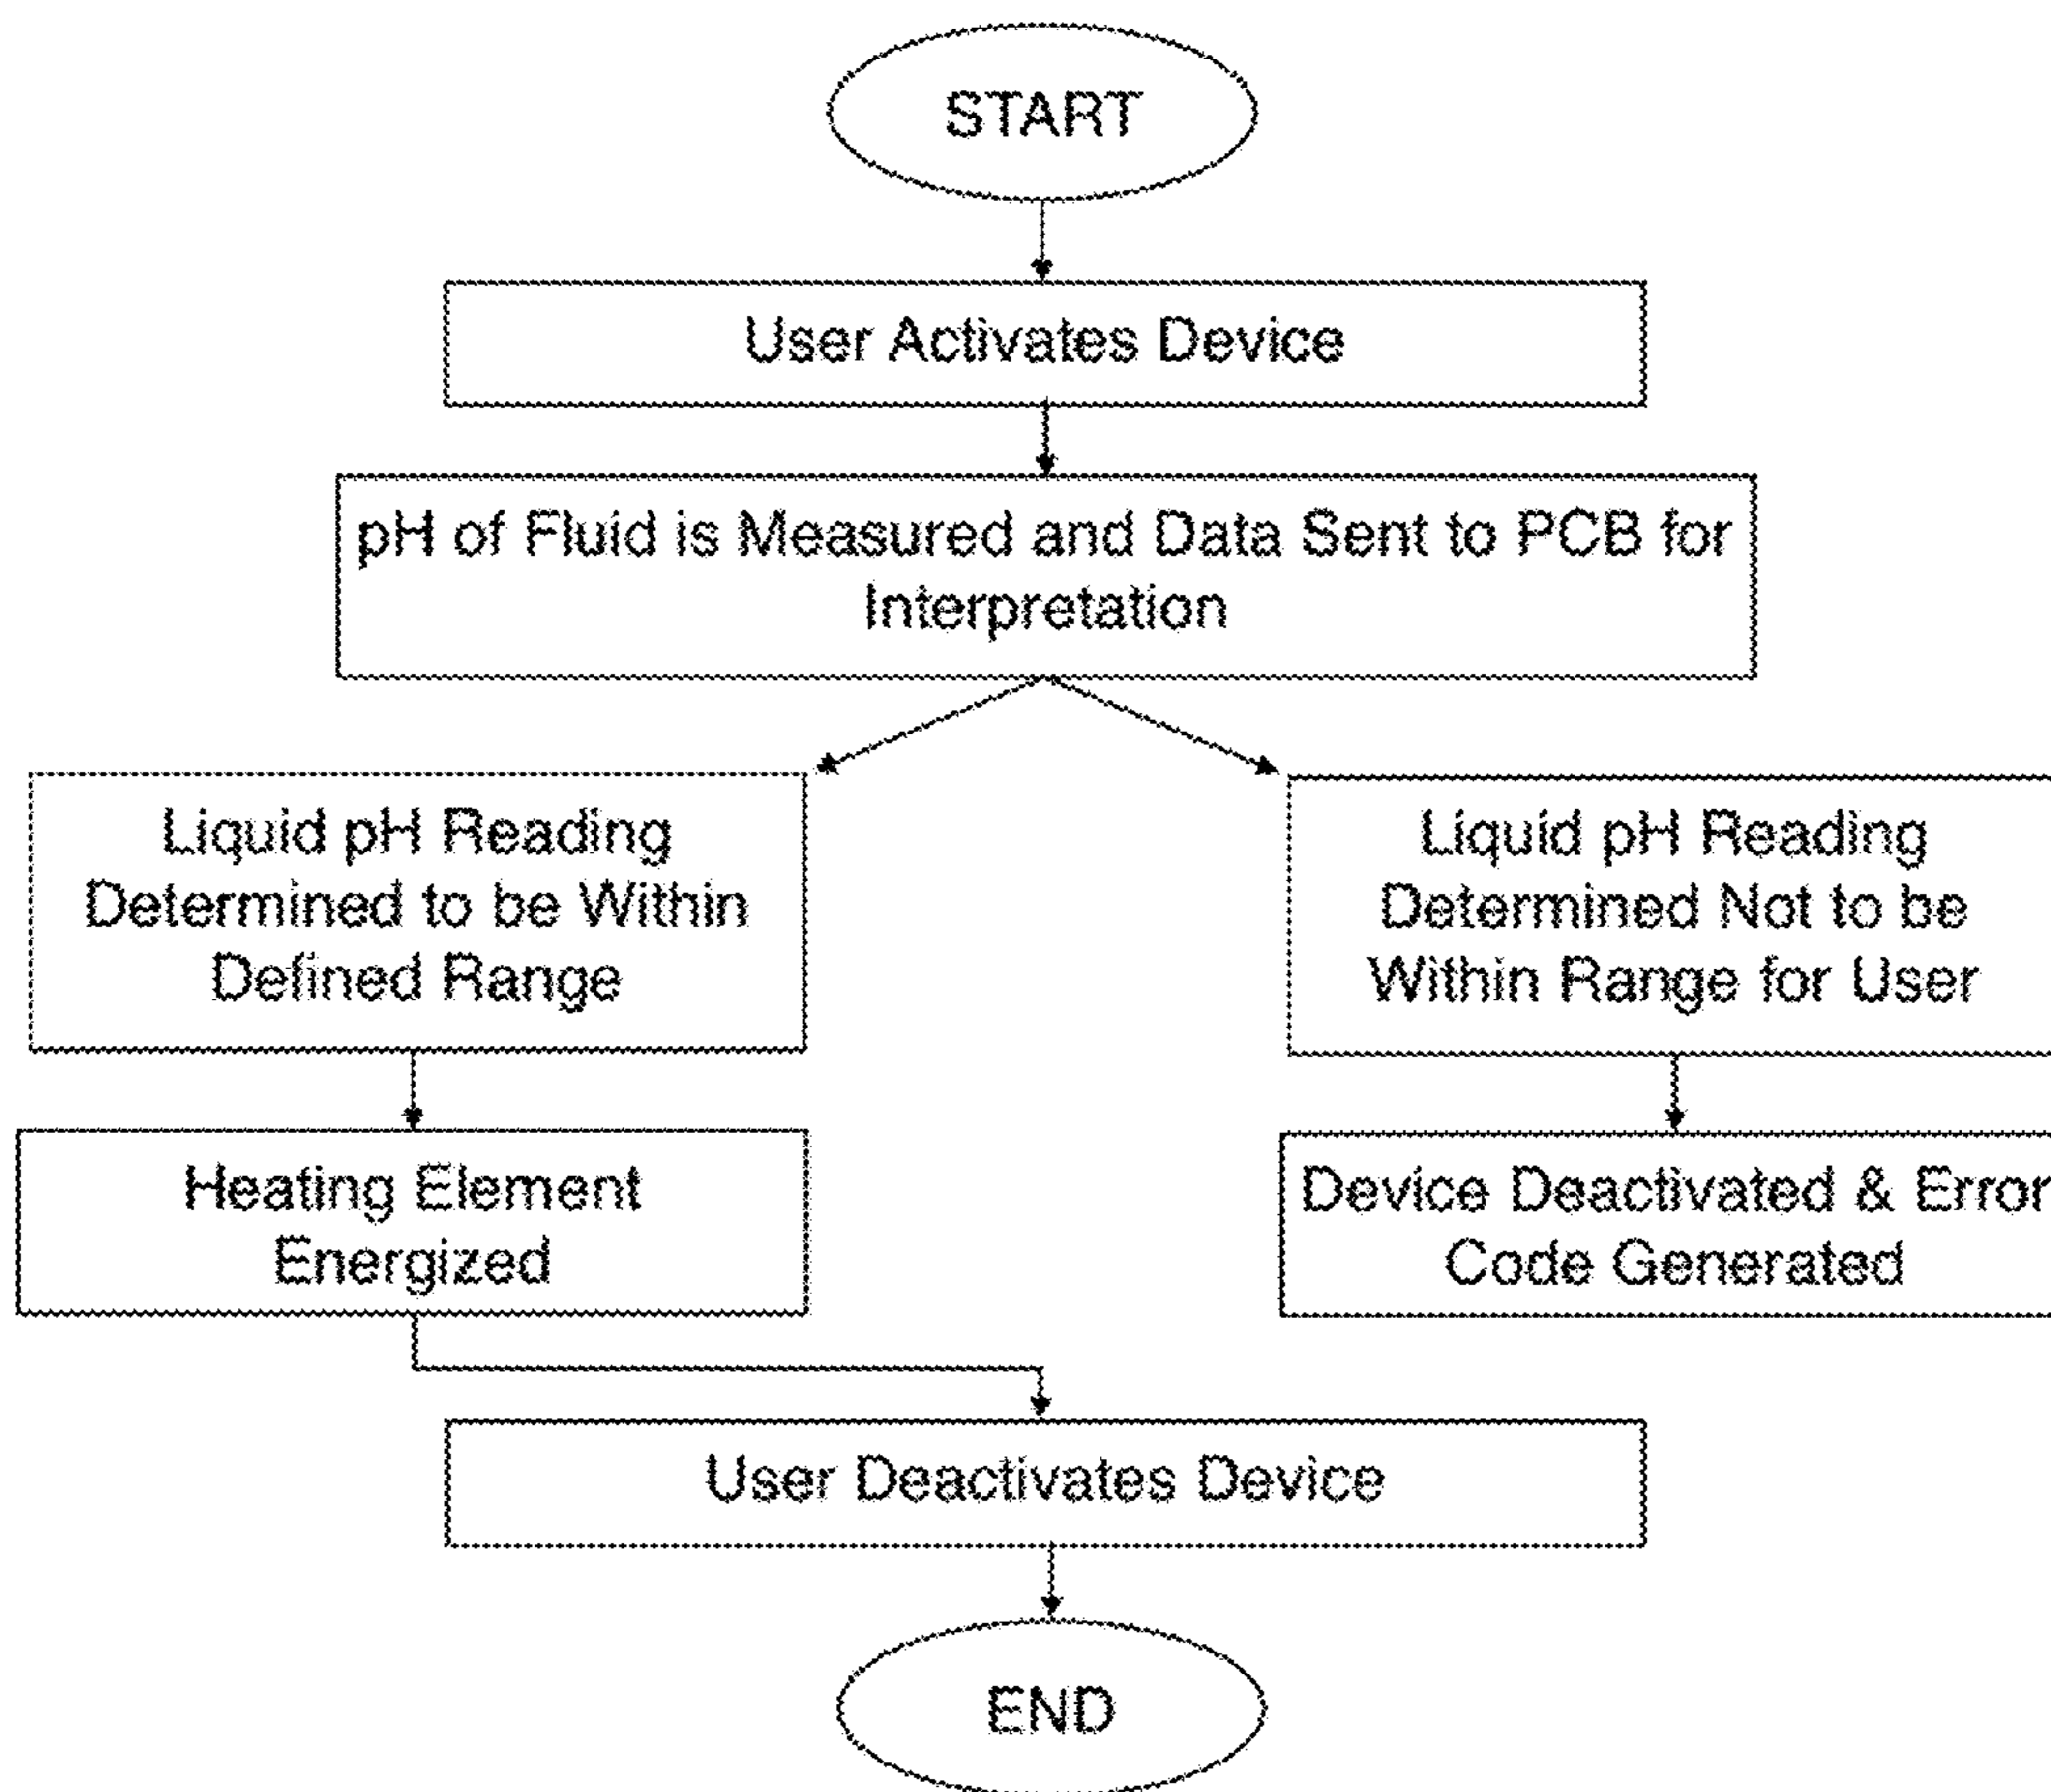 START
User Activates Device
pH of Fluid is Measured and Data Sent to PCB for
Interpretation
Liquid pH Reading
Determined to be Within
Defined Range
Liquid pH Reading
Determined Not to be
Within Range for User
Heating Element
Energized
Device Deactivated & Error
Code Generated
User Deactivates Device
END